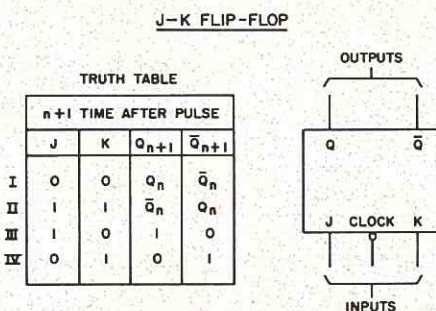 J-K FLIP-FLOP
TRUTH TABLE
n+1 TIME AFTER PULSE
J K Qn+1 Q̄n+1
I 0 0 Qn Q̄n
II 1 1 Q̄n Qn
III 1 0 1 0
IV 0 1 0 1
OUTPUTS
Q Q̄
J CLOCK K
INPUTS